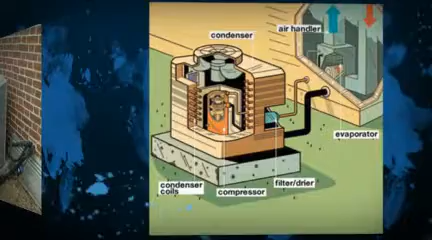 air handler
condenser
evaporator
condenser
coils
compressor
filter/drier